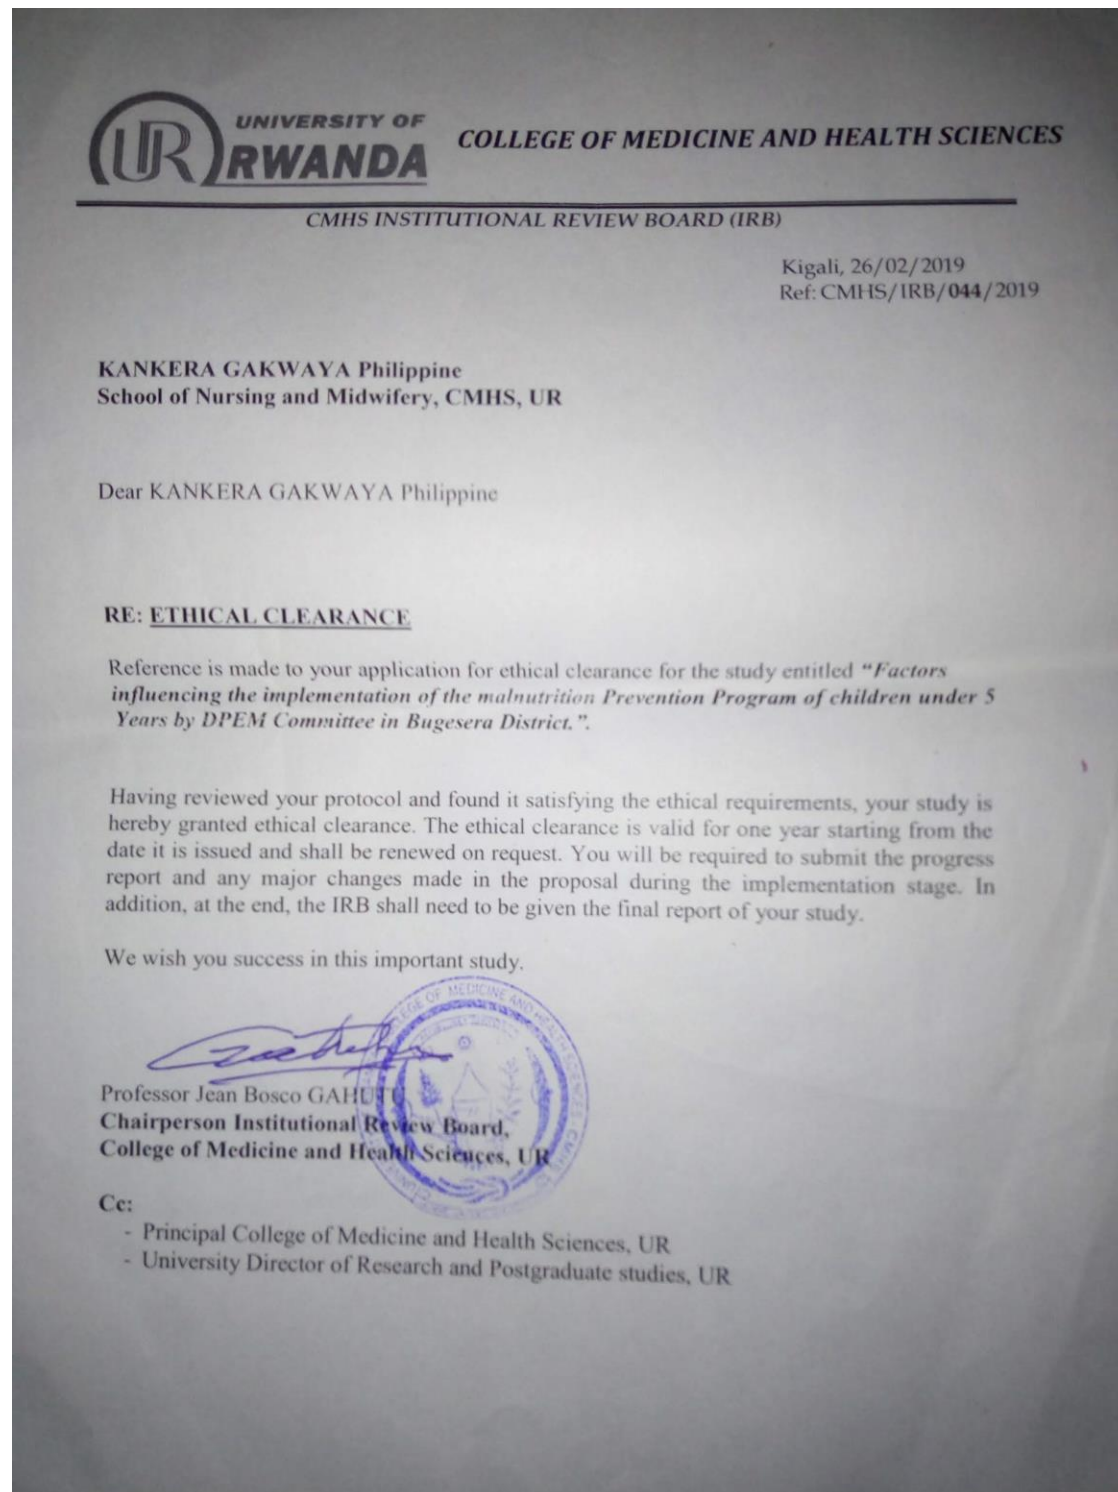 UNIVERSITY OF
RWANDA
COLLEGE OF MEDICINE AND HEALTH SCIENCES
CMHS INSTITUTIONAL REVIEW BOARD (IRB)
Kigali, 26/02/2019
Ref: CMHS/IRB/044/2019
KANKERA GAKWAYA Philippine
School of Nursing and Midwifery, CMHS, UR
Dear KANKERA GAKWAYA Philippine
RE: ETHICAL CLEARANCE
Reference is made to your application for ethical clearance for the study entitled “Factors
influencing the implementation of the malnutrition Prevention Program of children under 5
Years by DPEM Committee in Bugesera District.”.
Having reviewed your protocol and found it satisfying the ethical requirements, your study is
hereby granted ethical clearance. The ethical clearance is valid for one year starting from the
date it is issued and shall be renewed on request. You will be required to submit the progress
report and any major changes made in the proposal during the implementation stage. In
addition, at the end, the IRB shall need to be given the final report of your study.
We wish you success in this important study.
COLLEGE OF MEDICINE AND HEALTH SCIENCES - CMHS
Professor Jean Bosco GAHUTU
Chairperson Institutional Review Board,
College of Medicine and Health Sciences, UR
Cc:
- Principal College of Medicine and Health Sciences, UR
- University Director of Research and Postgraduate studies, UR